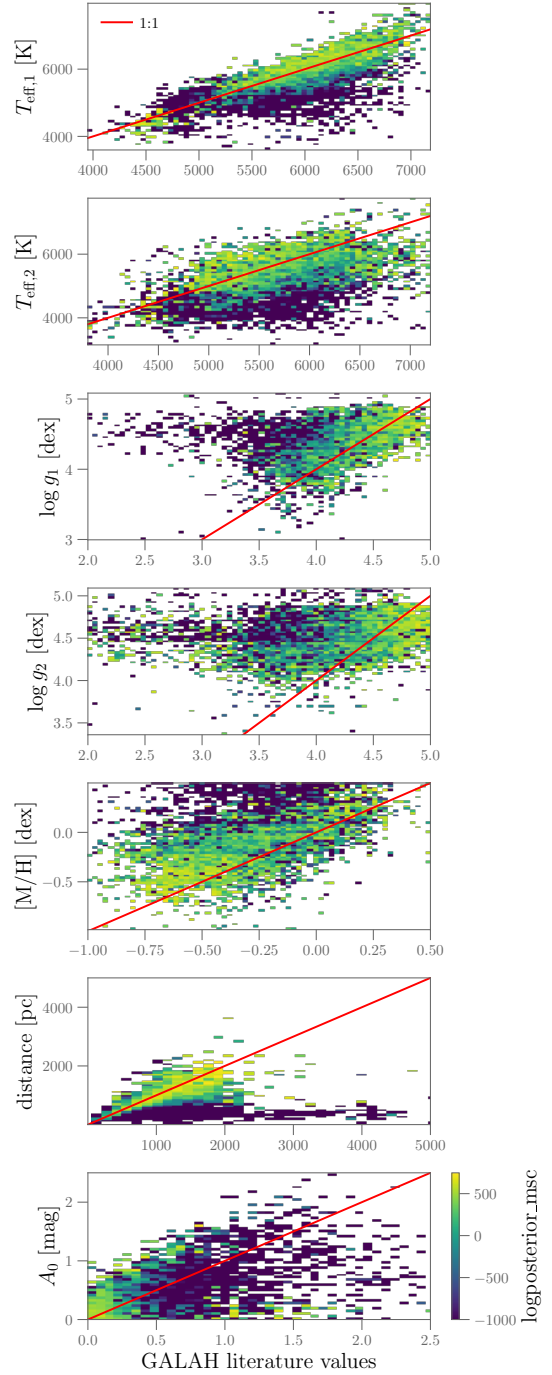 1:1
T_eff,1 [K]
6000
4000
4000 4500 5000 5500 6000 6500 7000
T_eff,2 [K]
6000
4000
4000 4500 5000 5500 6000 6500 7000
log g_1 [dex]
5
4
3
2.0 2.5 3.0 3.5 4.0 4.5 5.0
log g_2 [dex]
5.0
4.5
4.0
3.5
2.0 2.5 3.0 3.5 4.0 4.5 5.0
[M/H] [dex]
0.0
−0.5
−1.00 −0.75 −0.50 −0.25 0.00 0.25 0.50
distance [pc]
4000
2000
1000 2000 3000 4000 5000
A_0 [mag]
2
1
0
0.0 0.5 1.0 1.5 2.0 2.5
GALAH literature values
500
0
−500
−1000
logposterior_msc